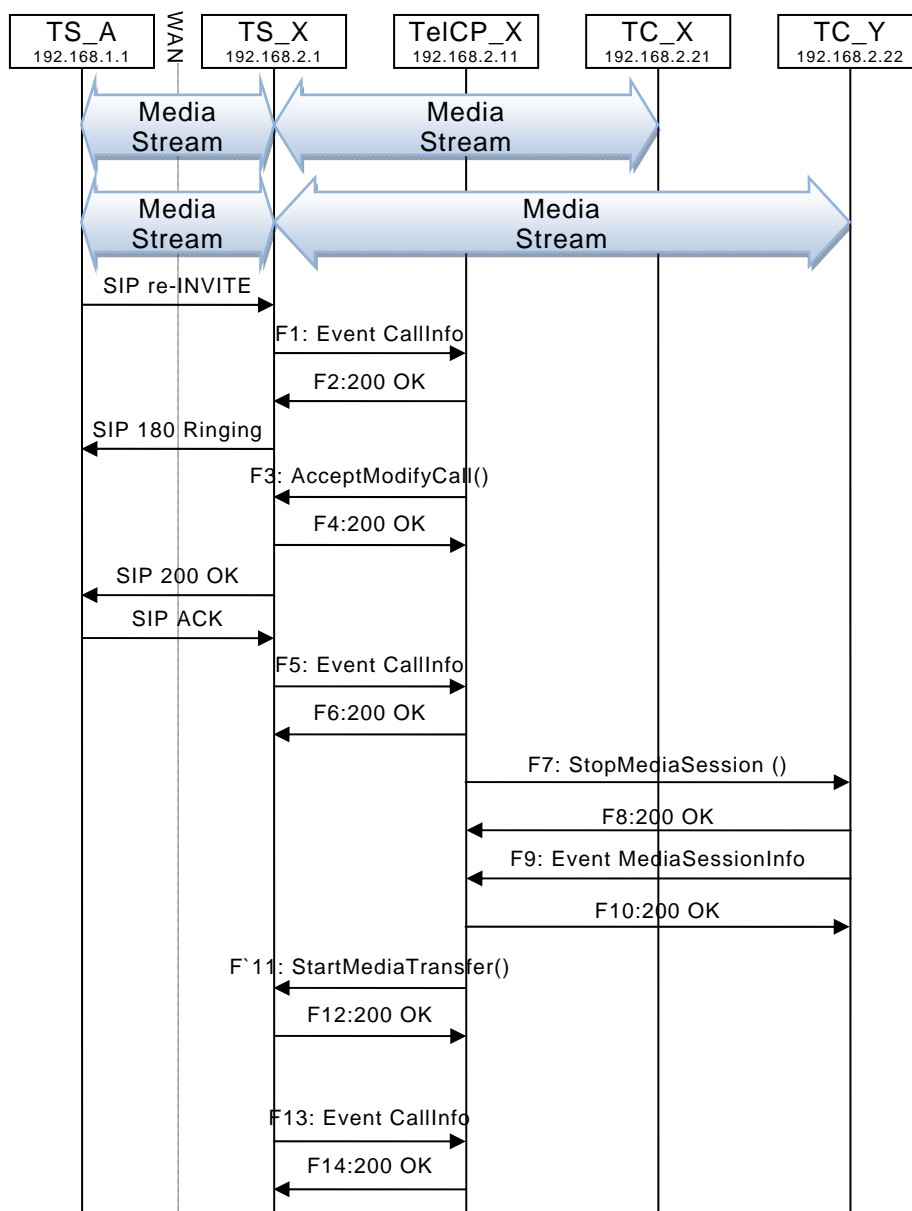 TS_A
192.168.1.1
WAN
TS_X
192.168.2.1
TelCP_X
192.168.2.11
TC_X
192.168.2.21
TC_Y
192.168.2.22
Media
Stream
Media
Stream
Media
Stream
Media
Stream
SIP re-INVITE
F1: Event CallInfo
F2:200 OK
SIP 180 Ringing
F3: AcceptModifyCall()
F4:200 OK
SIP 200 OK
SIP ACK
F5: Event CallInfo
F6:200 OK
F7: StopMediaSession ()
F8:200 OK
F9: Event MediaSessionInfo
F10:200 OK
F`11: StartMediaTransfer()
F12:200 OK
F13: Event CallInfo
F14:200 OK